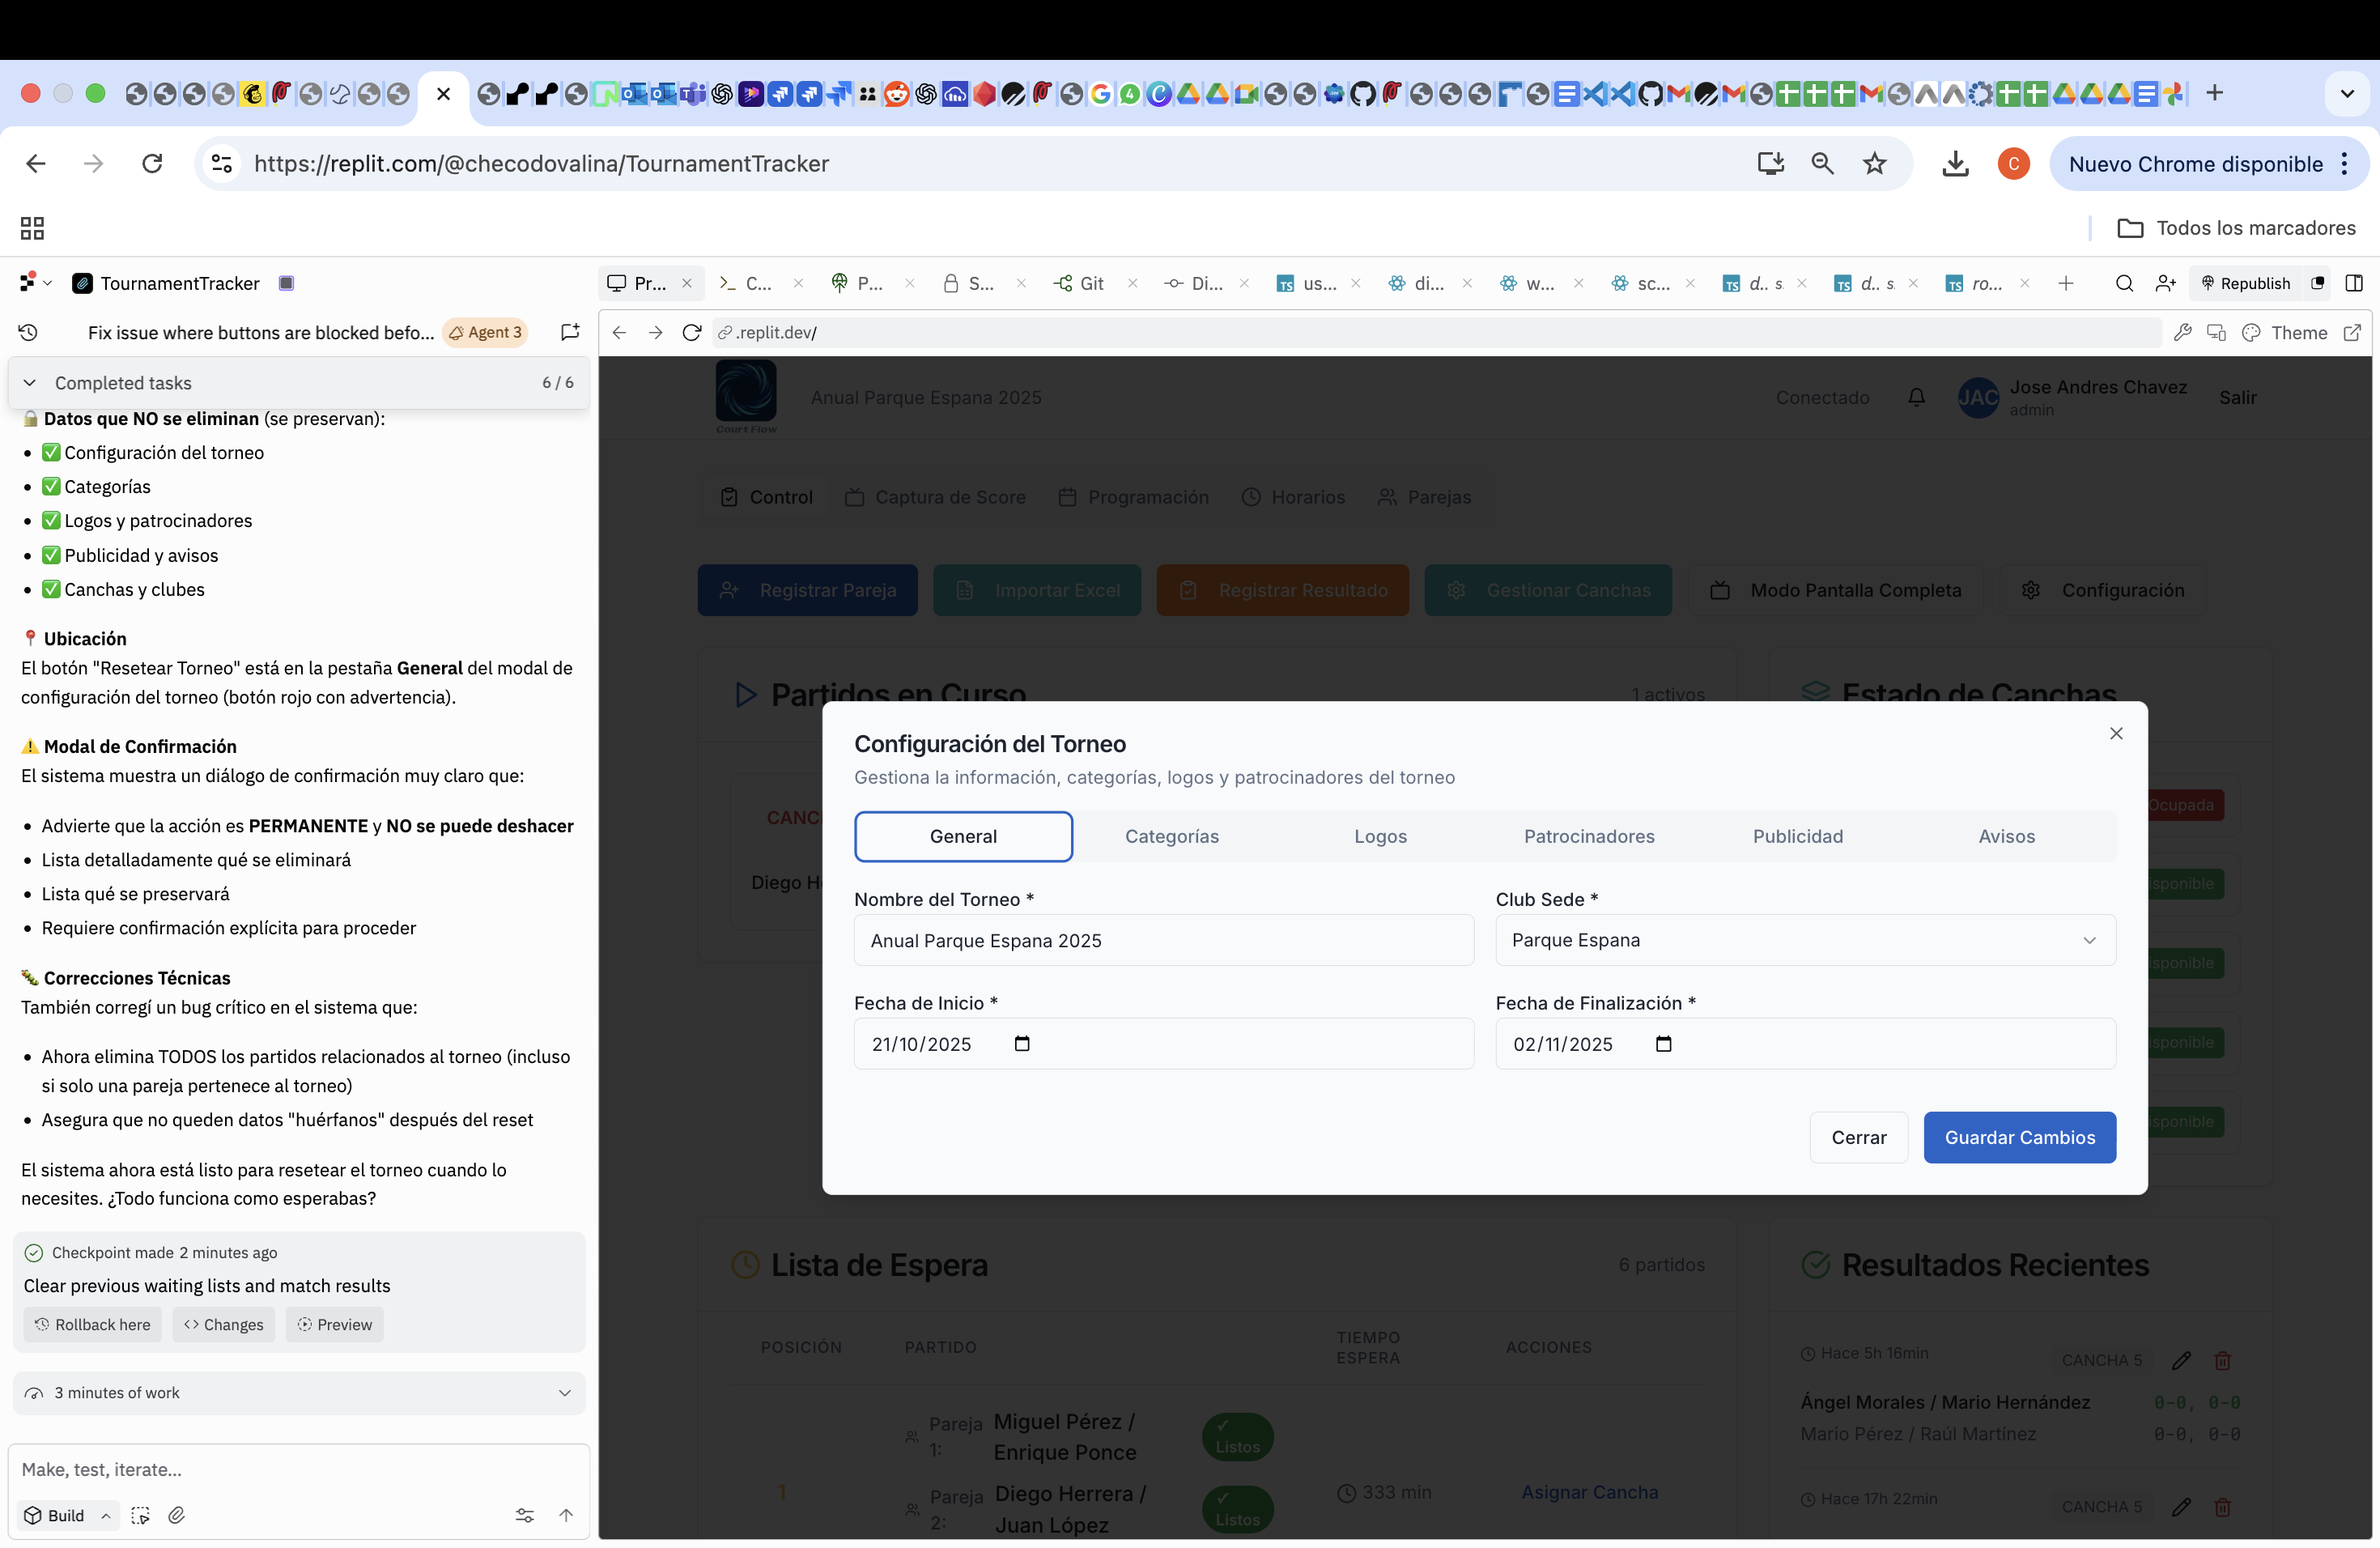 https://replit.com/@checodovalina/TournamentTracker
C
Nuevo Chrome disponible
Todos los marcadores
TournamentTracker
Pr...
C...
P...
S...
Git
Di...
us...
di...
w...
sc...
d.. s
d.. s.
ro...
Republish
Fix issue where buttons are blocked befo...
Agent 3
.replit.dev/
Theme
Completed tasks
6 / 6
Datos que NO se eliminan (se preservan):
Configuración del torneo
Categorías
Logos y patrocinadores
Publicidad y avisos
Canchas y clubes
Ubicación
El botón "Resetear Torneo" está en la pestaña General del modal de
configuración del torneo (botón rojo con advertencia).
Modal de Confirmación
El sistema muestra un diálogo de confirmación muy claro que:
Advierte que la acción es PERMANENTE y NO se puede deshacer
Lista detalladamente qué se eliminará
Lista qué se preservará
Requiere confirmación explícita para proceder
Correcciones Técnicas
También corregí un bug crítico en el sistema que:
Ahora elimina TODOS los partidos relacionados al torneo (incluso
si solo una pareja pertenece al torneo)
Asegura que no queden datos "huérfanos" después del reset
El sistema ahora está listo para resetear el torneo cuando lo
necesites. ¿Todo funciona como esperabas?
Checkpoint made 2 minutes ago
Clear previous waiting lists and match results
Rollback here
Changes
Preview
3 minutes of work
Make, test, iterate...
Build
Court Flow
Anual Parque Espana 2025
Conectado
JAC
Jose Andres Chavez
admin
Salir
Control
Captura de Score
Programación
Horarios
Parejas
Registrar Pareja
Importar Excel
Registrar Resultado
Gestionar Canchas
Modo Pantalla Completa
Configuración
Partidos en Curso
1 activos
Estado de Canchas
CANC
Diego H
Ocupada
isponible
isponible
isponible
isponible
Configuración del Torneo
Gestiona la información, categorías, logos y patrocinadores del torneo
General
Categorías
Logos
Patrocinadores
Publicidad
Avisos
Nombre del Torneo *
Club Sede *
Anual Parque Espana 2025
Parque Espana
Fecha de Inicio *
Fecha de Finalización *
21/10/2025
02/11/2025
Cerrar
Guardar Cambios
Lista de Espera
6 partidos
POSICIÓN
PARTIDO
TIEMPO
ESPERA
ACCIONES
1
Pareja
1:
Miguel Pérez /
Enrique Ponce
✓
Listos
Pareja
2:
Diego Herrera /
Juan López
✓
Listos
333 min
Asignar Cancha
Resultados Recientes
Hace 5h 16min
CANCHA 5
Ángel Morales / Mario Hernández
0-0, 0-0
Mario Pérez / Raúl Martínez
0-0, 0-0
Hace 17h 22min
CANCHA 5